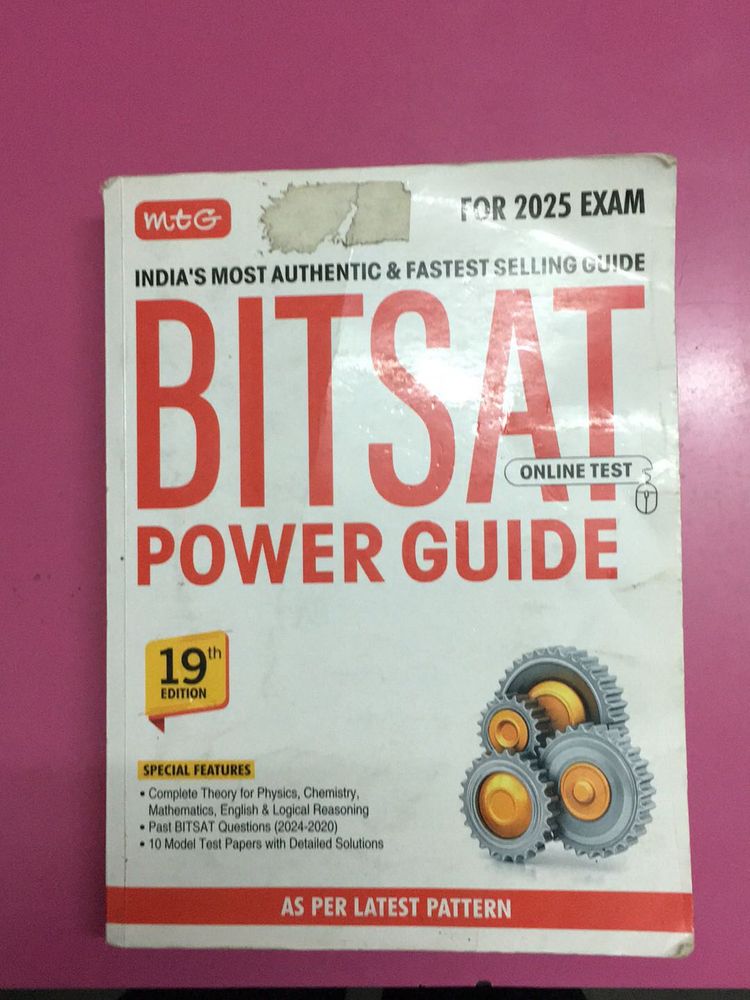 mtG
FOR 2025 EXAM
INDIA'S MOST AUTHENTIC & FASTEST SELLING GUIDE
BITSAT
ONLINE TEST
POWER GUIDE
19th
EDITION
SPECIAL FEATURES
• Complete Theory for Physics, Chemistry,
Mathematics, English & Logical Reasoning
• Past BITSAT Questions (2024-2020)
• 10 Model Test Papers with Detailed Solutions
AS PER LATEST PATTERN